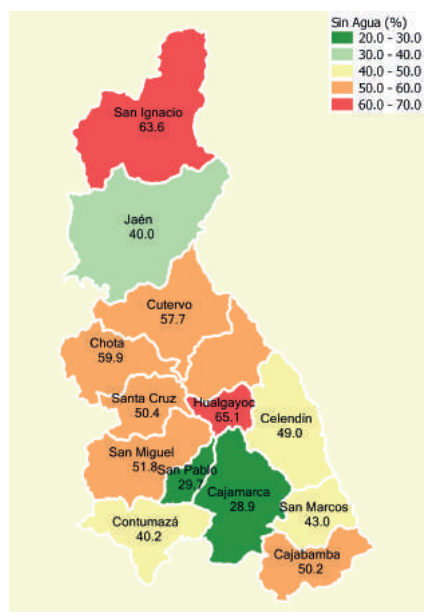 Sin Agua (%)
20.0 - 30.0
30.0 - 40.0
40.0 - 50.0
50.0 - 60.0
60.0 - 70.0
San Ignacio
63.6
Jaén
40.0
Cutervo
57.7
Chota
59.9
Santa Cruz
50.4
Hualgayoc
65.1
Celendín
49.0
San Miguel
51.8
San Pablo
29.7
Cajamarca
28.9
San Marcos
43.0
Contumazá
40.2
Cajabamba
50.2